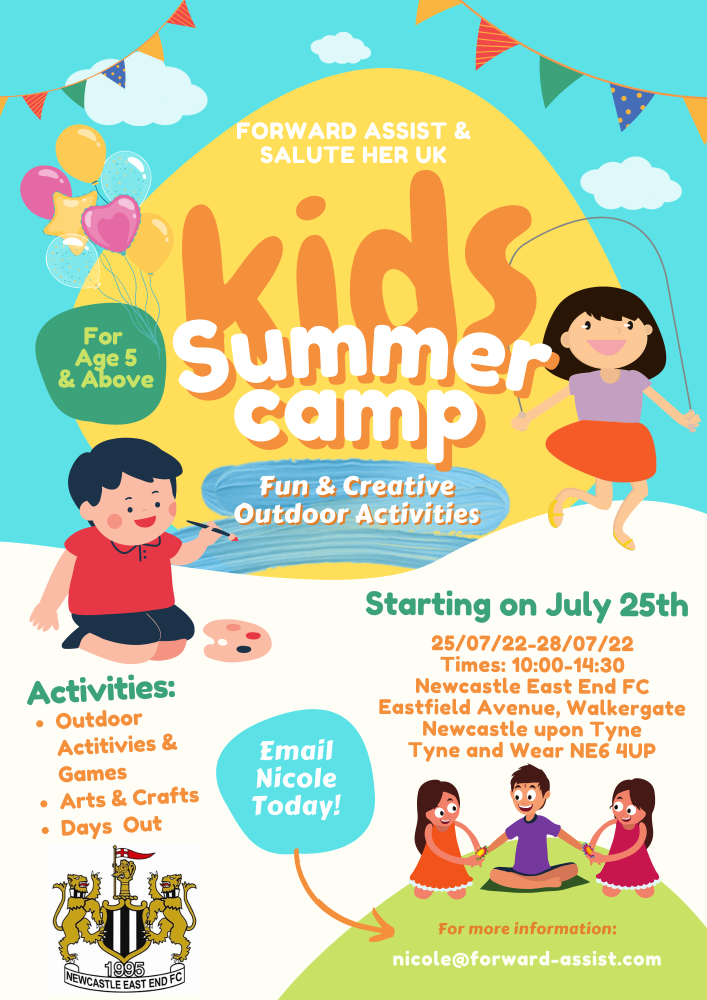 FORWARD ASSIST &
SALUTE HER UK
kids
Summer
camp
For
Age 5
& Above
Fun & Creative
Outdoor Activities
Starting on July 25th
25/07/22-28/07/22
Times: 10:00-14:30
Newcastle East End FC
Eastfield Avenue, Walkergate
Newcastle upon Tyne
Tyne and Wear NE6 4UP
Activities:
• Outdoor
Actitivies &
Games
• Arts & Crafts
• Days Out
Email
Nicole
Today!
For more information:
nicole@forward-assist.com
1995
NEWCASTLE EAST END FC